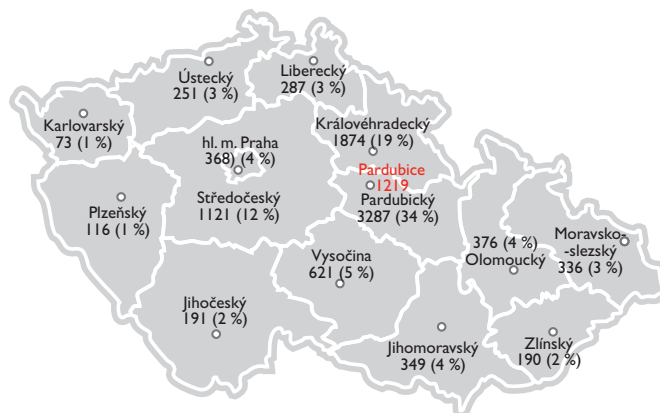 Ústecký
251 (3 %)
Liberecký
287 (3 %)
Karlovarský
73 (1 %)
hl. m. Praha
368) (4 %)
Královéhradecký
1874 (19 %)
Pardubice
1219
Pardubický
3287 (34 %)
Středočeský
1121 (12 %)
Plzeňský
116 (1 %)
Vysočina
621 (5 %)
376 (4 %)
Olomoucký
Moravsko-
-slezský
336 (3 %)
Jihočeský
191 (2 %)
Jihomoravský
349 (4 %)
Zlínský
190 (2 %)